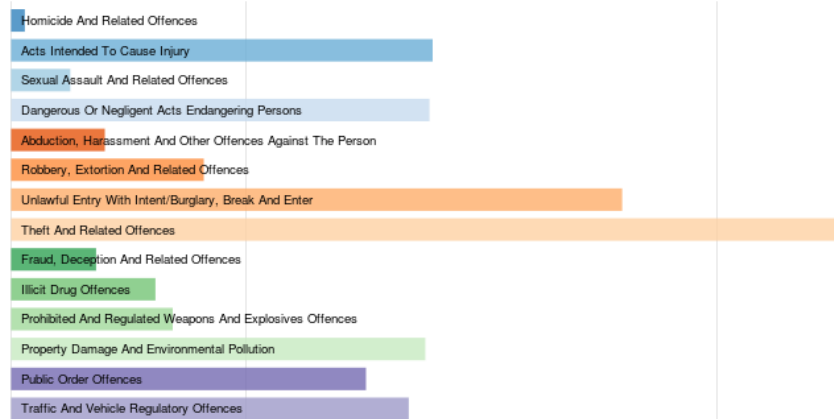 Homicide And Related Offences
Acts Intended To Cause Injury
Sexual Assault And Related Offences
Dangerous Or Negligent Acts Endangering Persons
Abduction, Harassment And Other Offences Against The Person
Robbery, Extortion And Related Offences
Unlawful Entry With Intent/Burglary, Break And Enter
Theft And Related Offences
Fraud, Deception And Related Offences
Illicit Drug Offences
Prohibited And Regulated Weapons And Explosives Offences
Property Damage And Environmental Pollution
Public Order Offences
Traffic And Vehicle Regulatory Offences